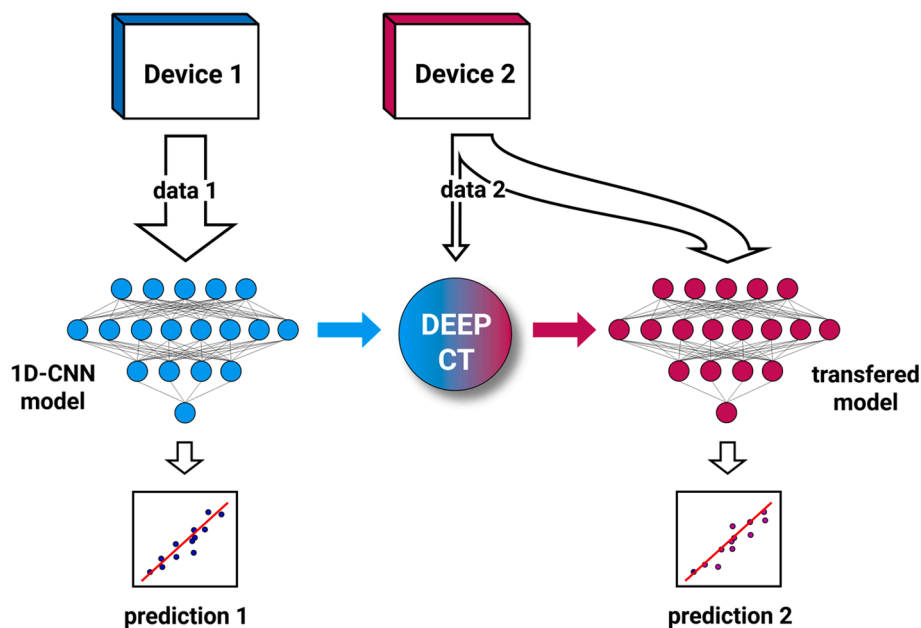 Device 1
Device 2
data 1
data 2
DEEP
CT
1D-CNN
model
transfered
model
prediction 1
prediction 2